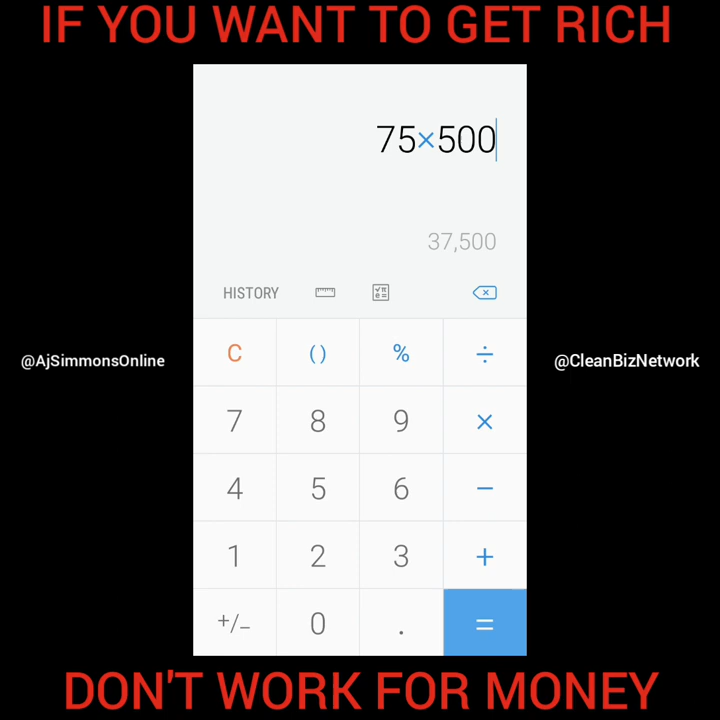 IF YOU WANT TO GET RICH
75×500
37,500
HISTORY
C ( ) % ÷
7 8 9 ×
@AjSimmonsOnline
@CleanBizNetwork
4 5 6 −
1 2 3 +
+/− 0 . =
DON'T WORK FOR MONEY